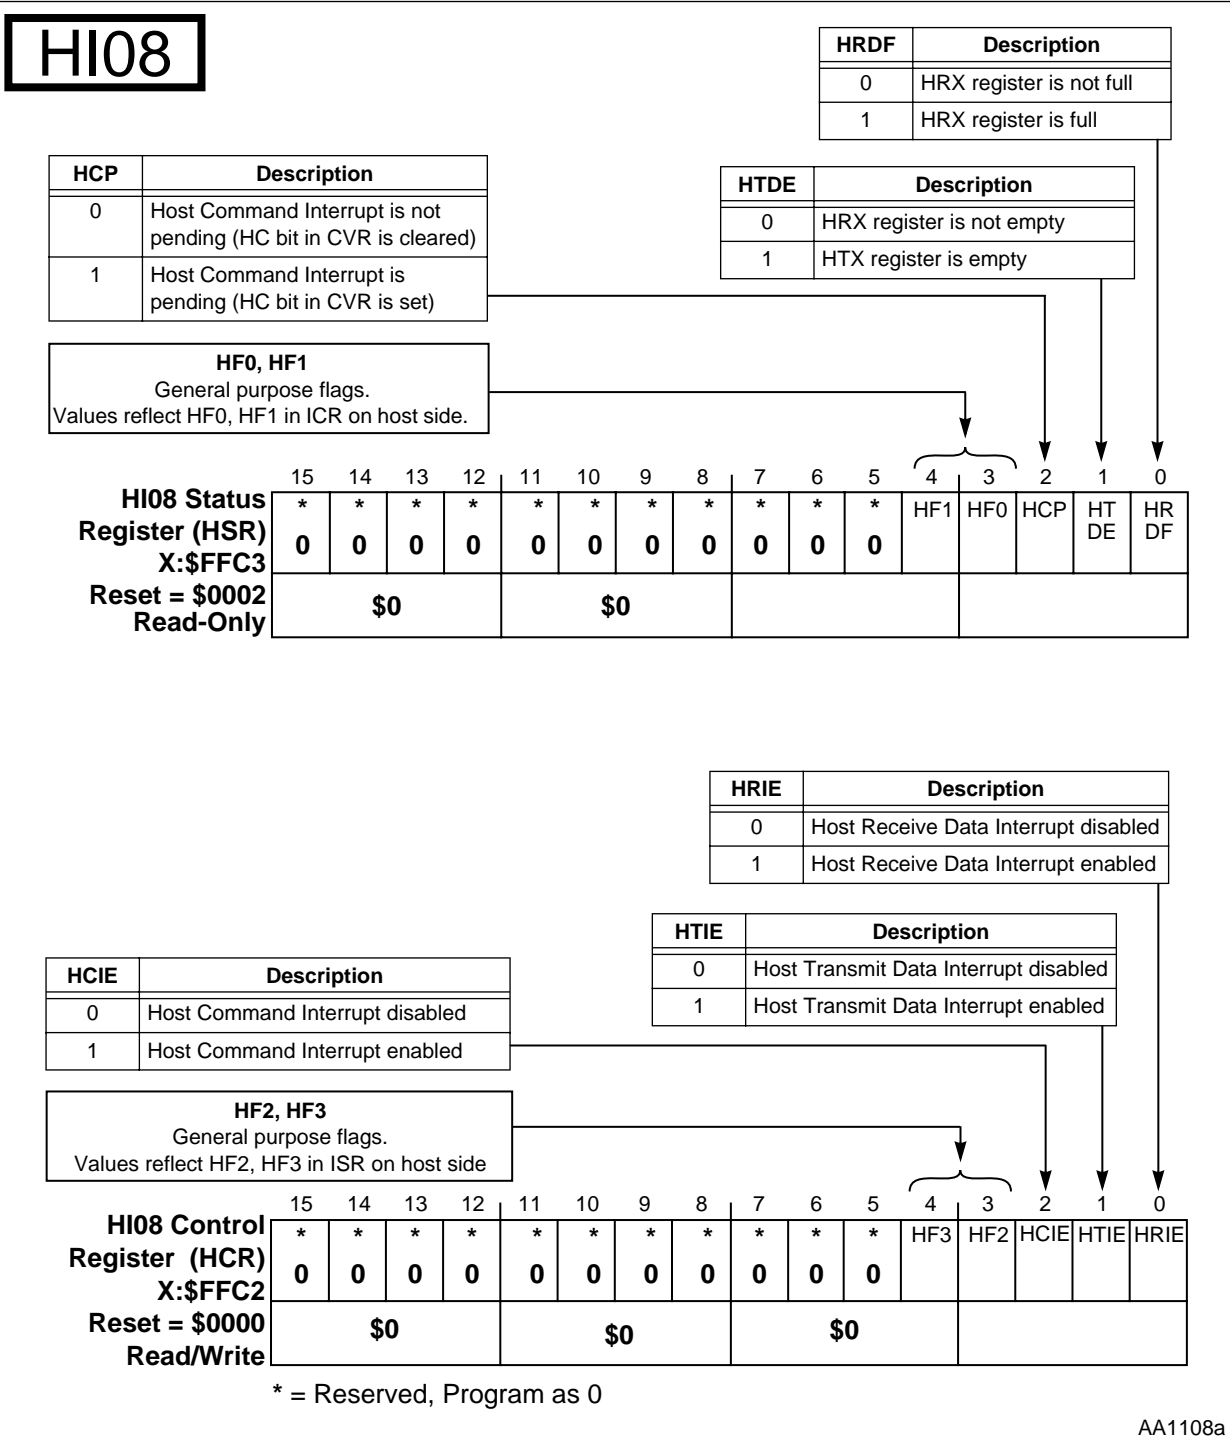 HI08
HRDF Description
0 HRX register is not full
1 HRX register is full
HCP Description
0 Host Command Interrupt is not
pending (HC bit in CVR is cleared)
1 Host Command Interrupt is
pending (HC bit in CVR is set)
HTDE Description
0 HRX register is not empty
1 HTX register is empty
HF0, HF1
General purpose flags.
Values reflect HF0, HF1 in ICR on host side.
15 14 13 12 11 10 9 8 7 6 5 4 3 2 1 0
HI08 Status
Register (HSR)
X:$FFC3
Reset = $0002
Read-Only
* * * * * * * * * * * HF1 HF0 HCP HT HR
DE DF
0 0 0 0 0 0 0 0 0 0 0
$0 $0
HRIE Description
0 Host Receive Data Interrupt disabled
1 Host Receive Data Interrupt enabled
HTIE Description
0 Host Transmit Data Interrupt disabled
1 Host Transmit Data Interrupt enabled
HCIE Description
0 Host Command Interrupt disabled
1 Host Command Interrupt enabled
HF2, HF3
General purpose flags.
Values reflect HF2, HF3 in ISR on host side
15 14 13 12 11 10 9 8 7 6 5 4 3 2 1 0
HI08 Control
Register (HCR)
X:$FFC2
Reset = $0000
Read/Write
* * * * * * * * * * * HF3 HF2 HCIE HTIE HRIE
0 0 0 0 0 0 0 0 0 0 0
$0 $0 $0
* = Reserved, Program as 0
AA1108a